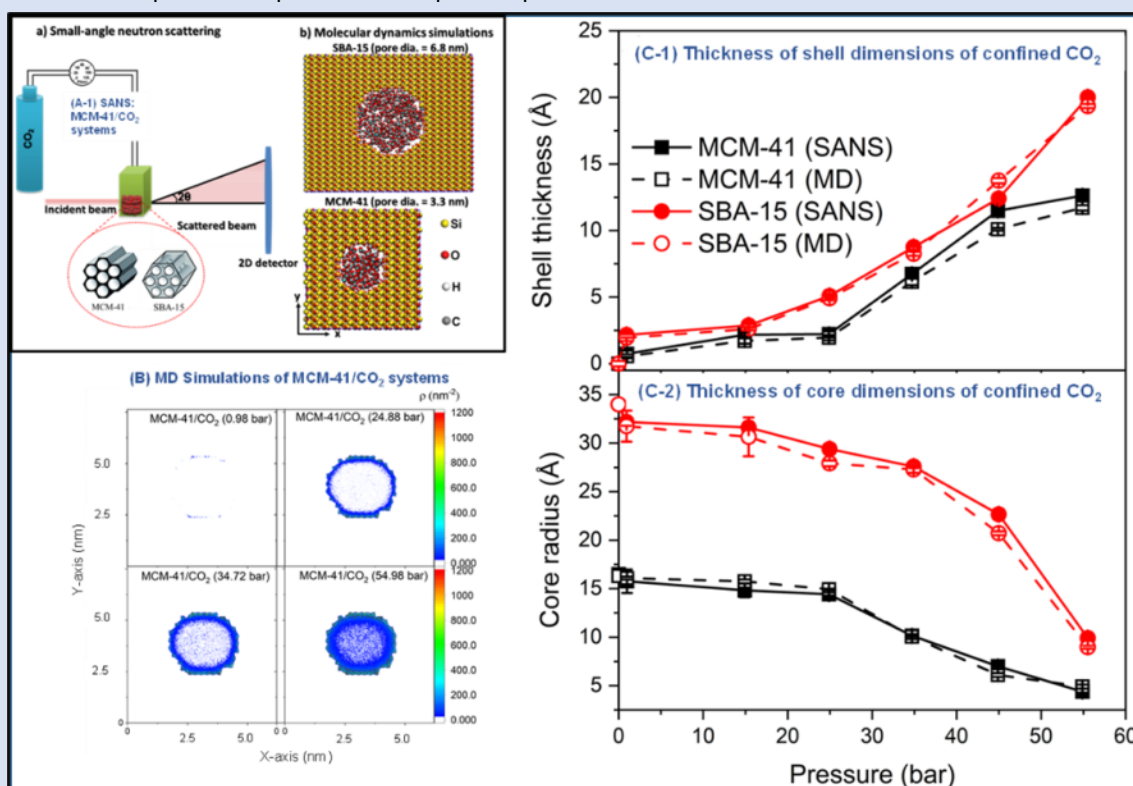 a) Small-angle neutron scattering
(A-1) SANS:
MCM-41/CO₂
systems
CO₂
2θ
Incident beam
Scattered beam
2D detector
MCM-41
SBA-15
b) Molecular dynamics simulations
SBA-15 (pore dia. = 6.8 nm)
MCM-41 (pore dia. = 3.3 nm)
Si
O
H
C
y
x
(B) MD Simulations of MCM-41/CO₂ systems
ρ (nm⁻²)
MCM-41/CO₂ (0.98 bar)
MCM-41/CO₂ (24.88 bar)
1200
1000
800.0
600.0
400.0
200.0
0.000
MCM-41/CO₂ (34.72 bar)
MCM-41/CO₂ (54.98 bar)
1200
1000
800.0
600.0
400.0
200.0
0.000
5.0
2.5
5.0
2.5
0
Y-axis (nm)
2.5
5.0
0
2.5
5.0
X-axis (nm)
(C-1) Thickness of shell dimensions of confined CO₂
25
20
15
10
5
0
Shell thickness (Å)
MCM-41 (SANS)
MCM-41 (MD)
SBA-15 (SANS)
SBA-15 (MD)
(C-2) Thickness of core dimensions of confined CO₂
35
30
25
20
15
10
5
Core radius (Å)
0
10
20
30
40
50
60
Pressure (bar)